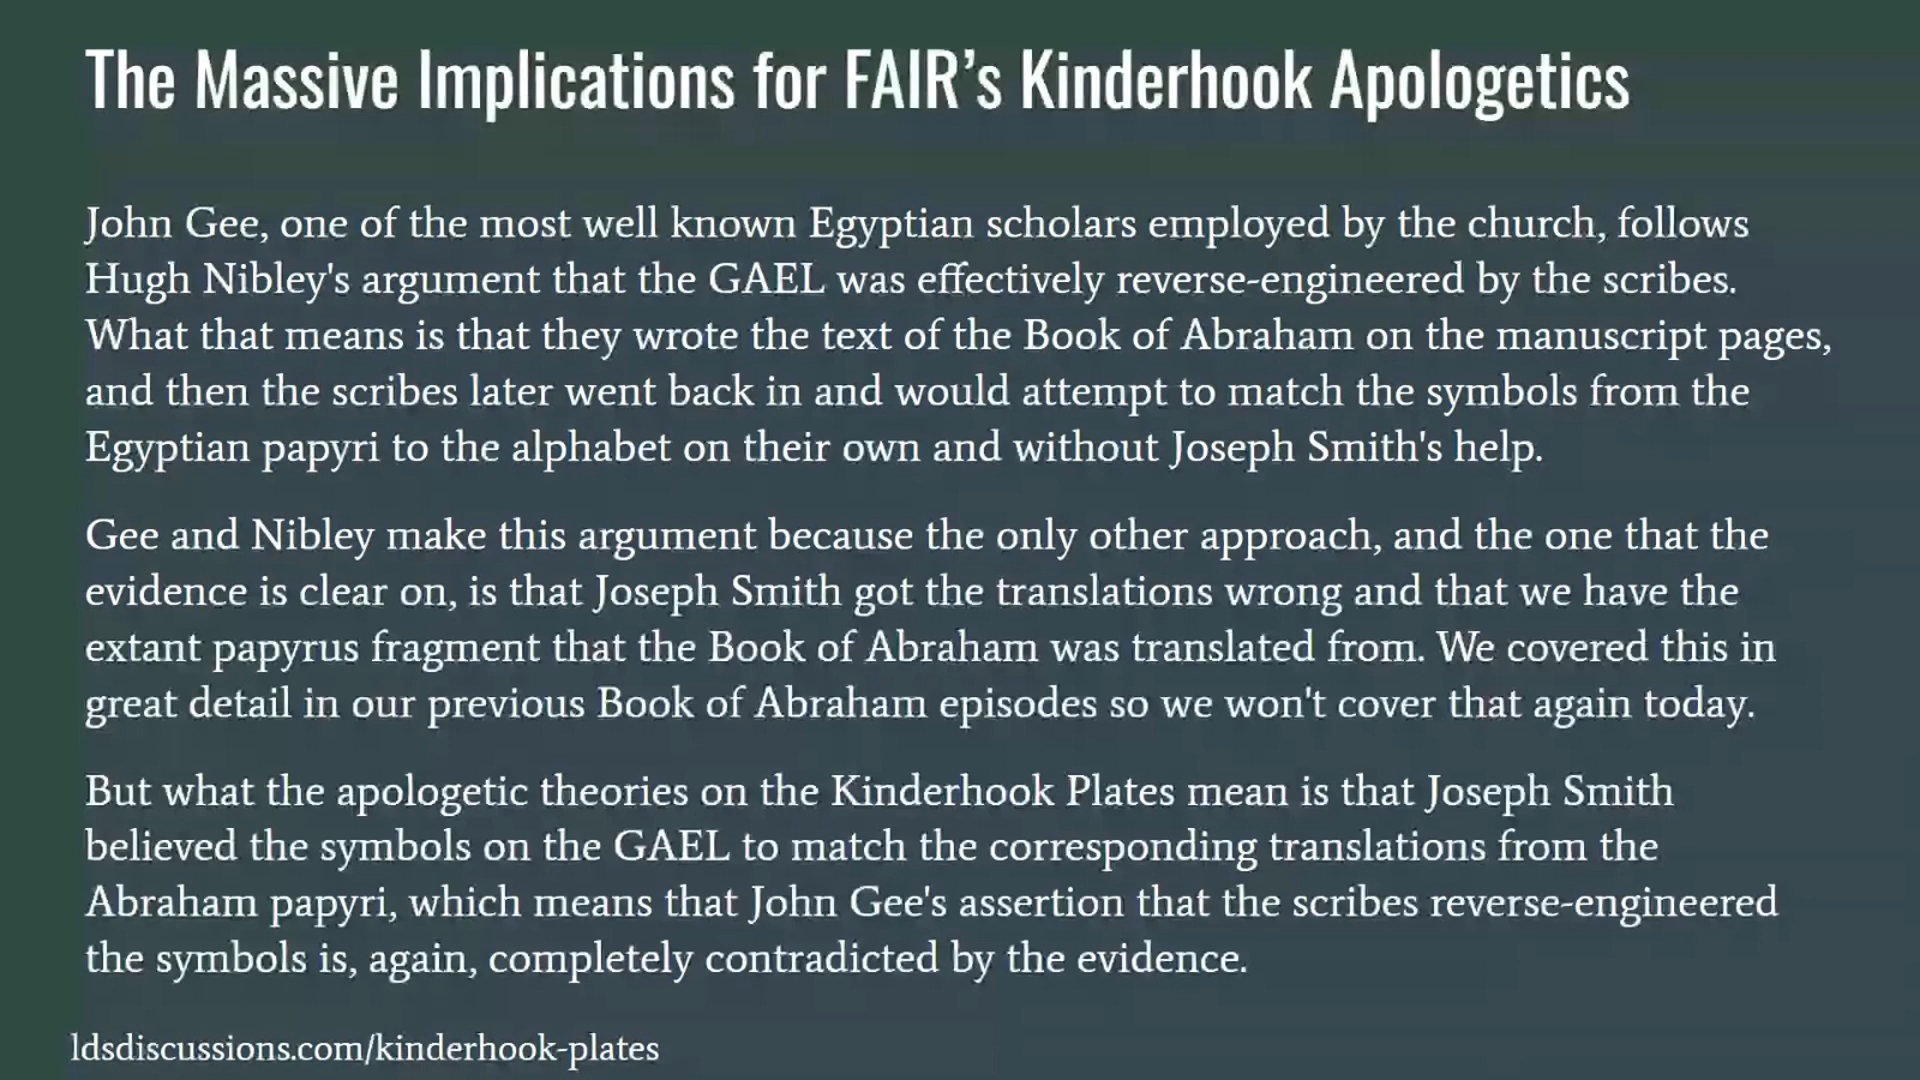 The Massive Implications for FAIR’s Kinderhook Apologetics
John Gee, one of the most well known Egyptian scholars employed by the church, follows
Hugh Nibley's argument that the GAEL was effectively reverse-engineered by the scribes.
What that means is that they wrote the text of the Book of Abraham on the manuscript pages,
and then the scribes later went back in and would attempt to match the symbols from the
Egyptian papyri to the alphabet on their own and without Joseph Smith's help.
Gee and Nibley make this argument because the only other approach, and the one that the
evidence is clear on, is that Joseph Smith got the translations wrong and that we have the
extant papyrus fragment that the Book of Abraham was translated from. We covered this in
great detail in our previous Book of Abraham episodes so we won't cover that again today.
But what the apologetic theories on the Kinderhook Plates mean is that Joseph Smith
believed the symbols on the GAEL to match the corresponding translations from the
Abraham papyri, which means that John Gee's assertion that the scribes reverse-engineered
the symbols is, again, completely contradicted by the evidence.
ldsdiscussions.com/kinderhook-plates